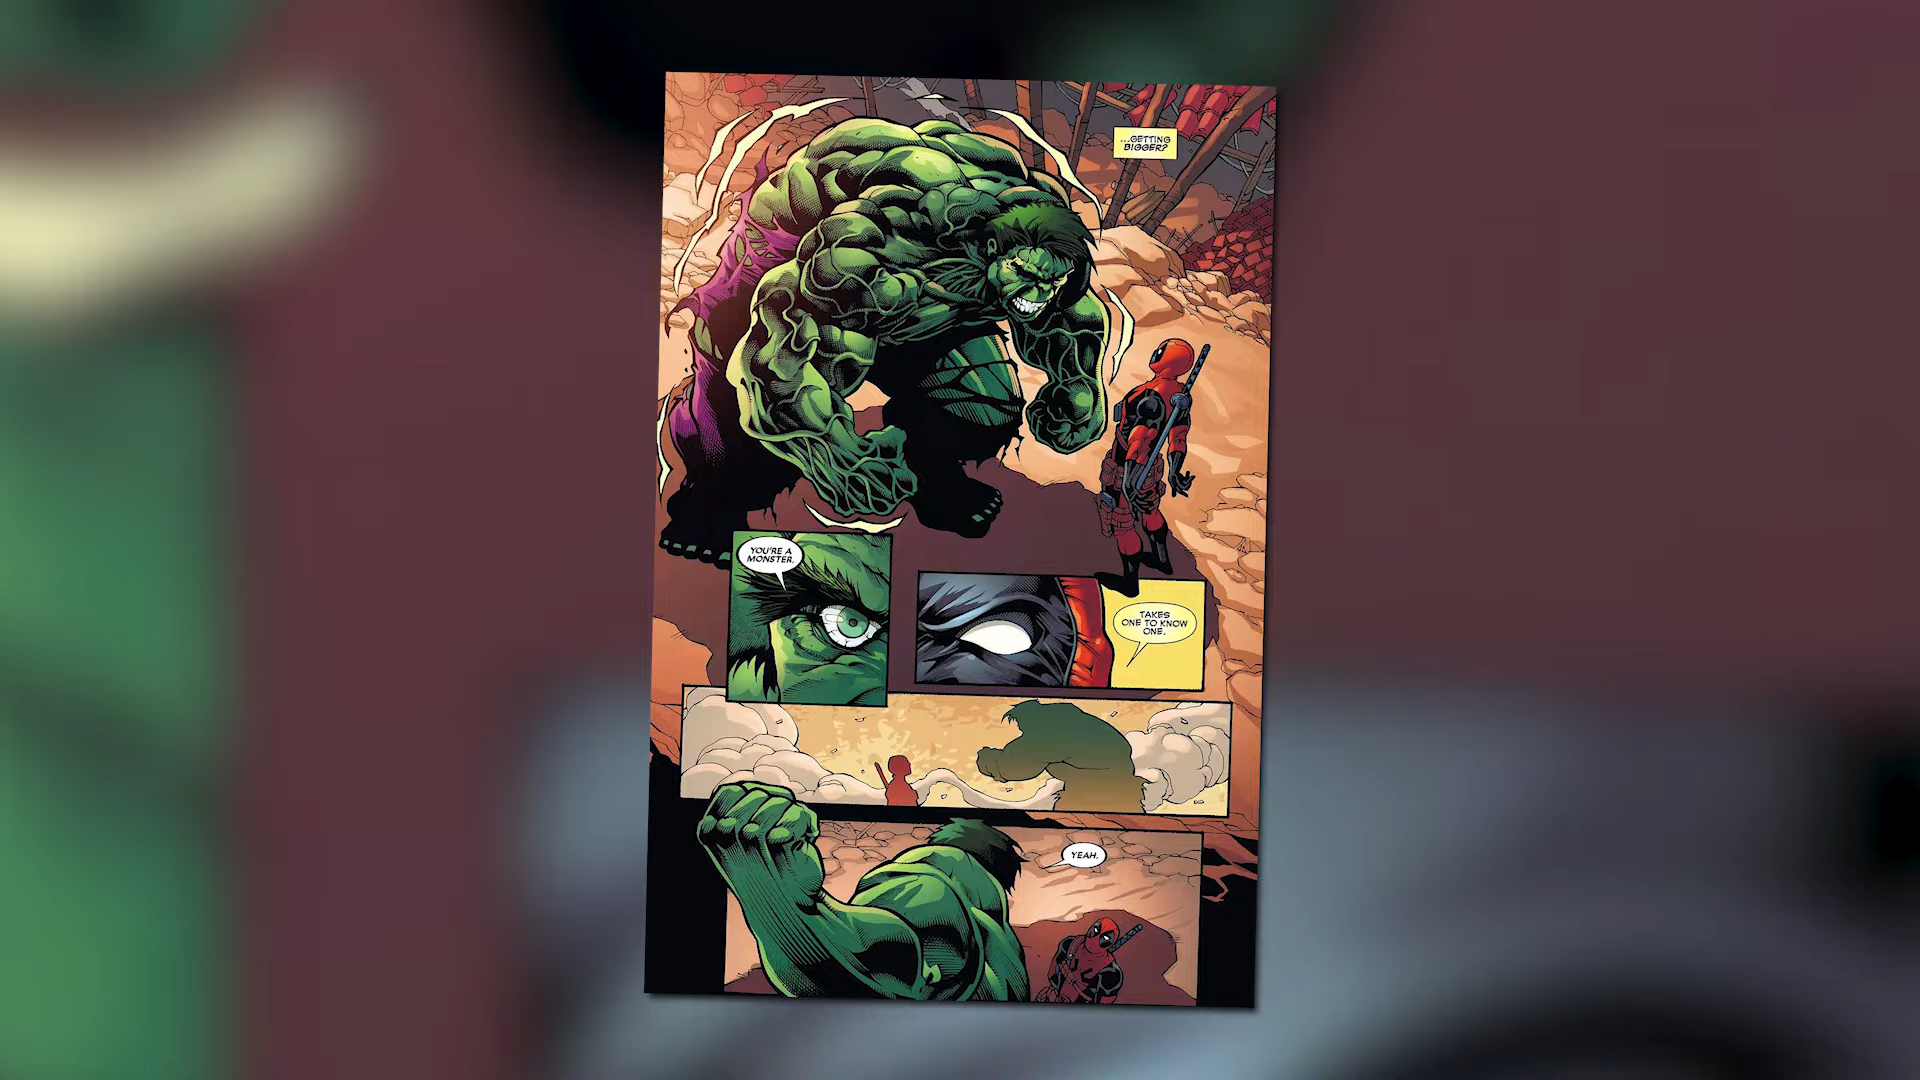 ...GETTING
BIGGER?
YOU'RE A
MONSTER.
TAKES
ONE TO KNOW
ONE.
YEAH.